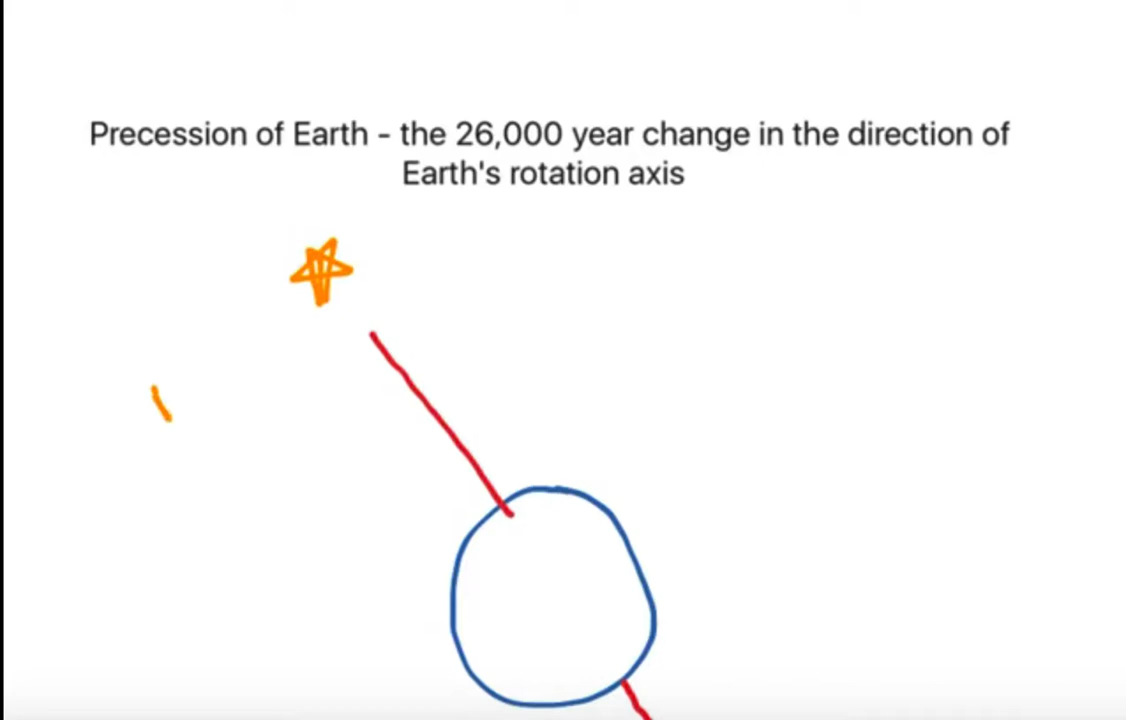 Precession of Earth - the 26,000 year change in the direction of
Earth's rotation axis